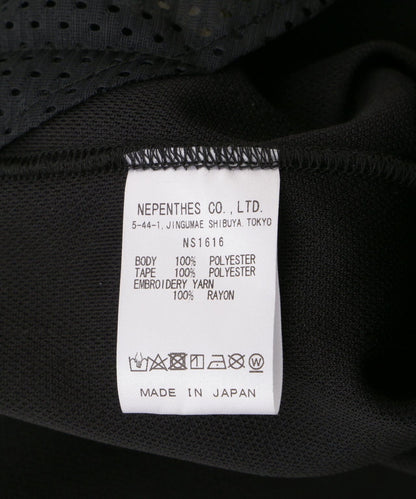 NEPENTHES CO.,LTD.
5-44-1, JINGUMAE SHIBUYA, TOKYO
NS1616
BODY 100% POLYESTER
TAPE 100% POLYESTER
EMBROIDERY YARN
100% RAYON
W
MADE IN JAPAN